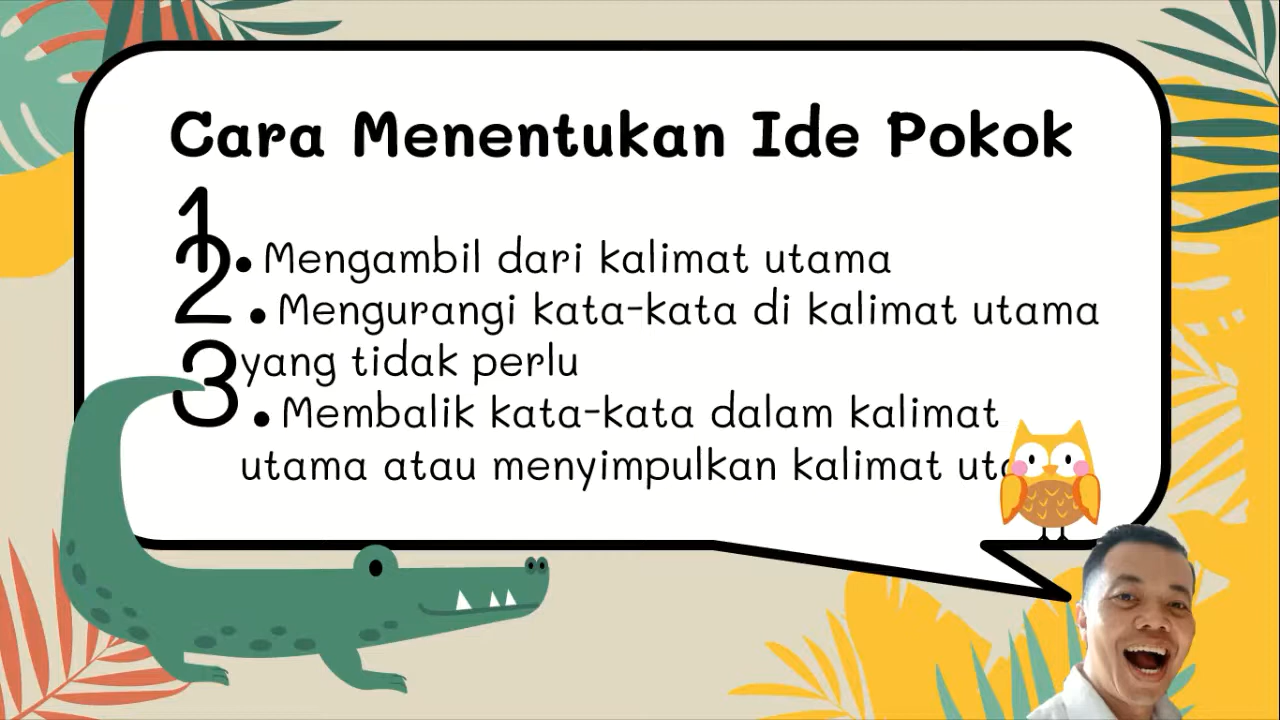 Cara Menentukan Ide Pokok
1. Mengambil dari kalimat utama
2. Mengurangi kata-kata di kalimat utama
yang tidak perlu
3. Membalik kata-kata dalam kalimat
utama atau menyimpulkan kalimat